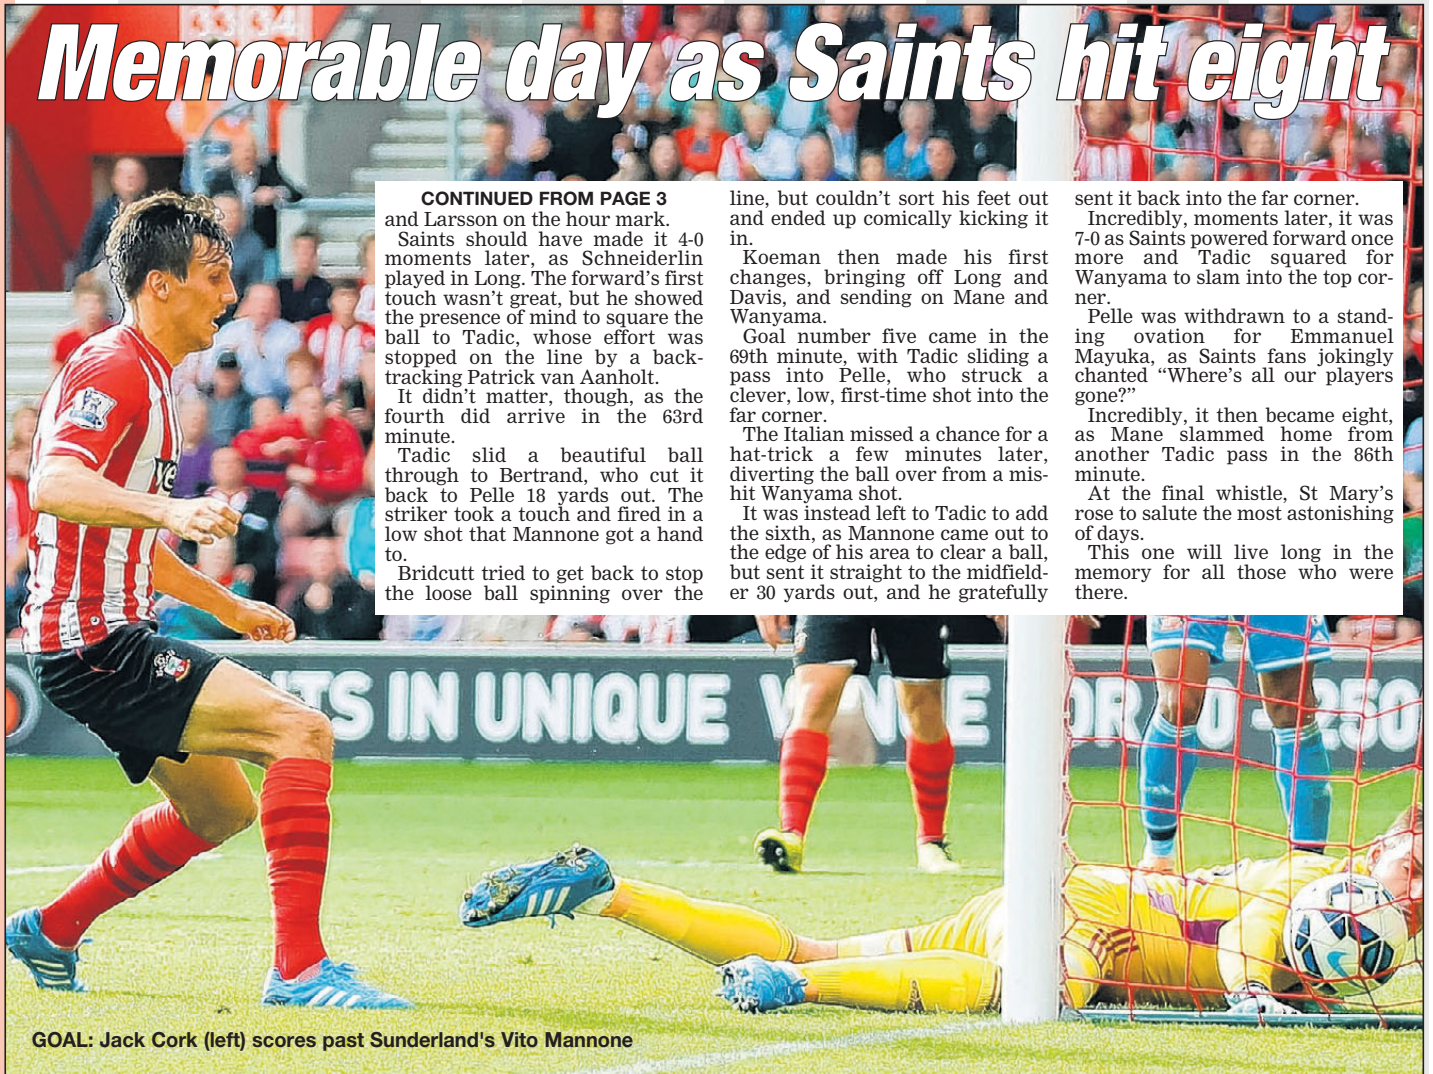 33 34
Memorable day as Saints hit eight
CONTINUED FROM PAGE 3
and Larsson on the hour mark.
Saints should have made it 4-0
moments later, as Schneiderlin
played in Long. The forward's first
touch wasn't great, but he showed
the presence of mind to square the
ball to Tadic, whose effort was
stopped on the line by a back-
tracking Patrick van Aanholt.
It didn't matter, though, as the
fourth did arrive in the 63rd
minute.
Tadic slid a beautiful ball
through to Bertrand, who cut it
back to Pelle 18 yards out. The
striker took a touch and fired in a
low shot that Mannone got a hand
to.
Bridcutt tried to get back to stop
the loose ball spinning over the
line, but couldn't sort his feet out
and ended up comically kicking it
in.
Koeman then made his first
changes, bringing off Long and
Davis, and sending on Mane and
Wanyama.
Goal number five came in the
69th minute, with Tadic sliding a
pass into Pelle, who struck a
clever, low, first-time shot into the
far corner.
The Italian missed a chance for a
hat-trick a few minutes later,
diverting the ball over from a mis-
hit Wanyama shot.
It was instead left to Tadic to add
the sixth, as Mannone came out to
the edge of his area to clear a ball,
but sent it straight to the midfield-
er 30 yards out, and he gratefully
sent it back into the far corner.
Incredibly, moments later, it was
7-0 as Saints powered forward once
more and Tadic squared for
Wanyama to slam into the top cor-
ner.
Pelle was withdrawn to a stand-
ing ovation for Emmanuel
Mayuka, as Saints fans jokingly
chanted “Where's all our players
gone?”
Incredibly, it then became eight,
as Mane slammed home from
another Tadic pass in the 86th
minute.
At the final whistle, St Mary's
rose to salute the most astonishing
of days.
This one will live long in the
memory for all those who were
there.
IN UNIQUE
GOAL: Jack Cork (left) scores past Sunderland's Vito Mannone